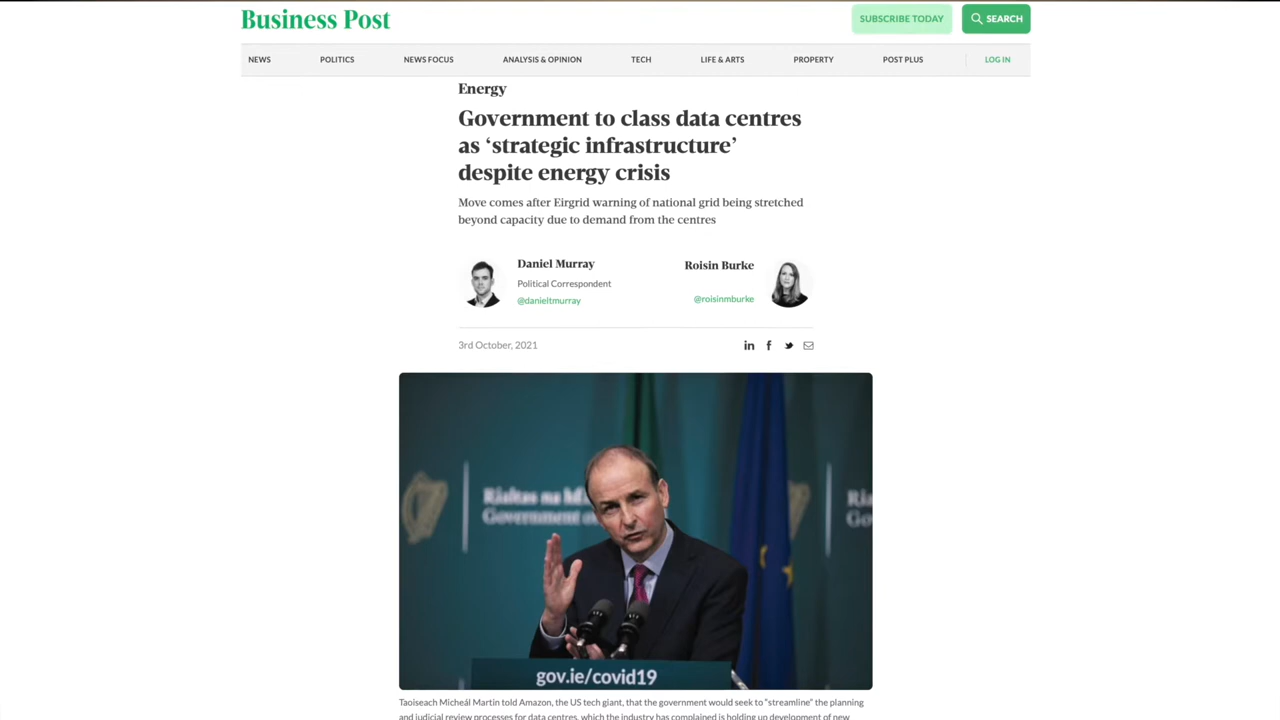 Business Post
SUBSCRIBE TODAY
SEARCH
NEWS POLITICS NEWS FOCUS ANALYSIS & OPINION TECH LIFE & ARTS PROPERTY POST PLUS LOG IN
Energy
Government to class data centres
as ‘strategic infrastructure’
despite energy crisis
Move comes after Eirgrid warning of national grid being stretched
beyond capacity due to demand from the centres
Daniel Murray
Political Correspondent
@danieltmurray
Roisin Burke
@roisinmburke
3rd October, 2021
Rialtas na
Government
Ri
Go
gov.ie/covid19
Taoiseach Micheál Martin told Amazon, the US tech giant, that the government would seek to “streamline” the planning
and judicial review processes for data centres, which the industry has complained is holding up development of new